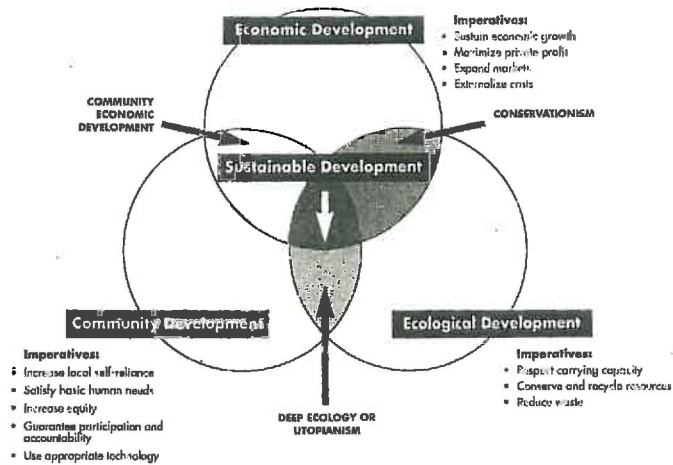 Economic Development
Imperatives:
• Sustain economic growth
• Maximize private profit
• Expand markets
• Externalize costs
COMMUNITY
ECONOMIC
DEVELOPMENT
CONSERVATIONISM
Sustainable Development
Community Development
Ecological Development
Imperatives:
• Increase local self-reliance
• Satisfy basic human needs
• Increase equity
• Guarantee participation and
accountability
• Use appropriate technology
Imperatives:
• Respect carrying capacity
• Conserve and recycle resources
• Reduce waste
DEEP ECOLOGY OR
UTOPIANISM